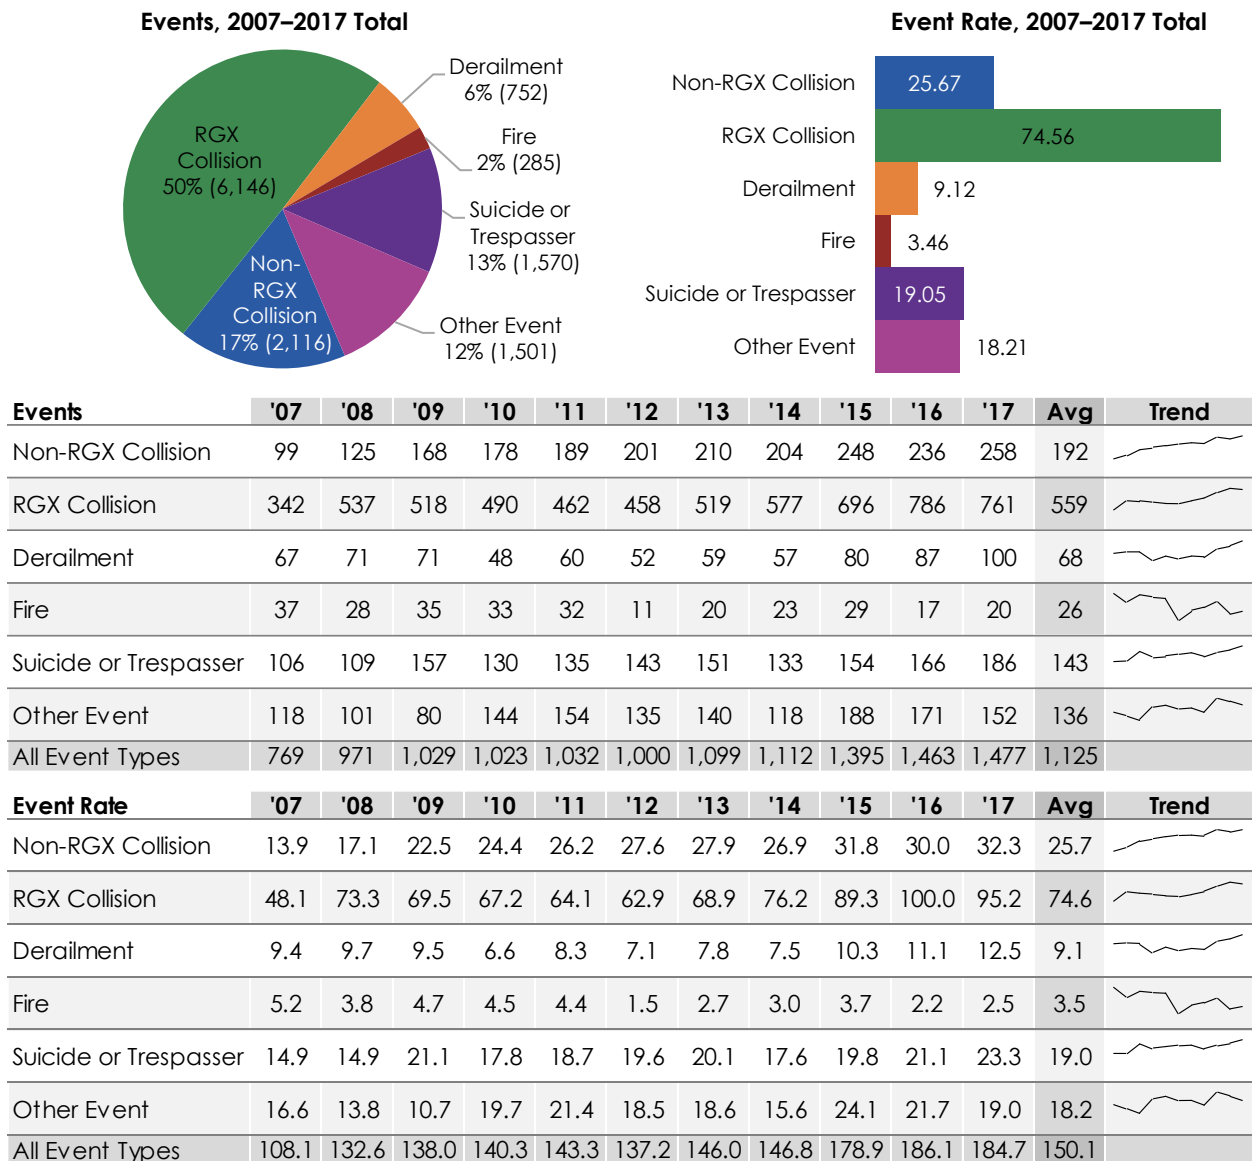 Events, 2007–2017 Total
RGX
Collision
50% (6,146)
Derailment
6% (752)
Fire
2% (285)
Suicide or
Trespasser
13% (1,570)
Other Event
12% (1,501)
Non-
RGX
Collision
17% (2,116)
Event Rate, 2007–2017 Total
Non-RGX Collision 25.67
RGX Collision 74.56
Derailment 9.12
Fire 3.46
Suicide or Trespasser 19.05
Other Event 18.21
Events '07 '08 '09 '10 '11 '12 '13 '14 '15 '16 '17 Avg Trend
Non-RGX Collision 99 125 168 178 189 201 210 204 248 236 258 192
RGX Collision 342 537 518 490 462 458 519 577 696 786 761 559
Derailment 67 71 71 48 60 52 59 57 80 87 100 68
Fire 37 28 35 33 32 11 20 23 29 17 20 26
Suicide or Trespasser 106 109 157 130 135 143 151 133 154 166 186 143
Other Event 118 101 80 144 154 135 140 118 188 171 152 136
All Event Types 769 971 1,029 1,023 1,032 1,000 1,099 1,112 1,395 1,463 1,477 1,125
Event Rate '07 '08 '09 '10 '11 '12 '13 '14 '15 '16 '17 Avg Trend
Non-RGX Collision 13.9 17.1 22.5 24.4 26.2 27.6 27.9 26.9 31.8 30.0 32.3 25.7
RGX Collision 48.1 73.3 69.5 67.2 64.1 62.9 68.9 76.2 89.3 100.0 95.2 74.6
Derailment 9.4 9.7 9.5 6.6 8.3 7.1 7.8 7.5 10.3 11.1 12.5 9.1
Fire 5.2 3.8 4.7 4.5 4.4 1.5 2.7 3.0 3.7 2.2 2.5 3.5
Suicide or Trespasser 14.9 14.9 21.1 17.8 18.7 19.6 20.1 17.6 19.8 21.1 23.3 19.0
Other Event 16.6 13.8 10.7 19.7 21.4 18.5 18.6 15.6 24.1 21.7 19.0 18.2
All Event Types 108.1 132.6 138.0 140.3 143.3 137.2 146.0 146.8 178.9 186.1 184.7 150.1